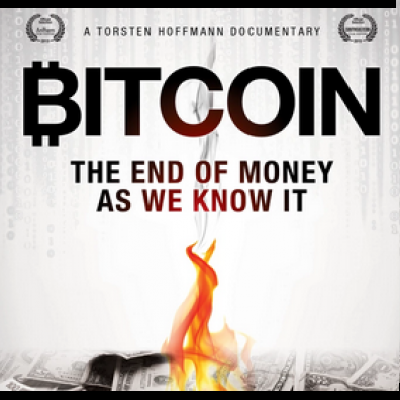 A TORSTEN HOFFMANN DOCUMENTARY
BITCOIN
THE END OF MONEY
AS WE KNOW IT